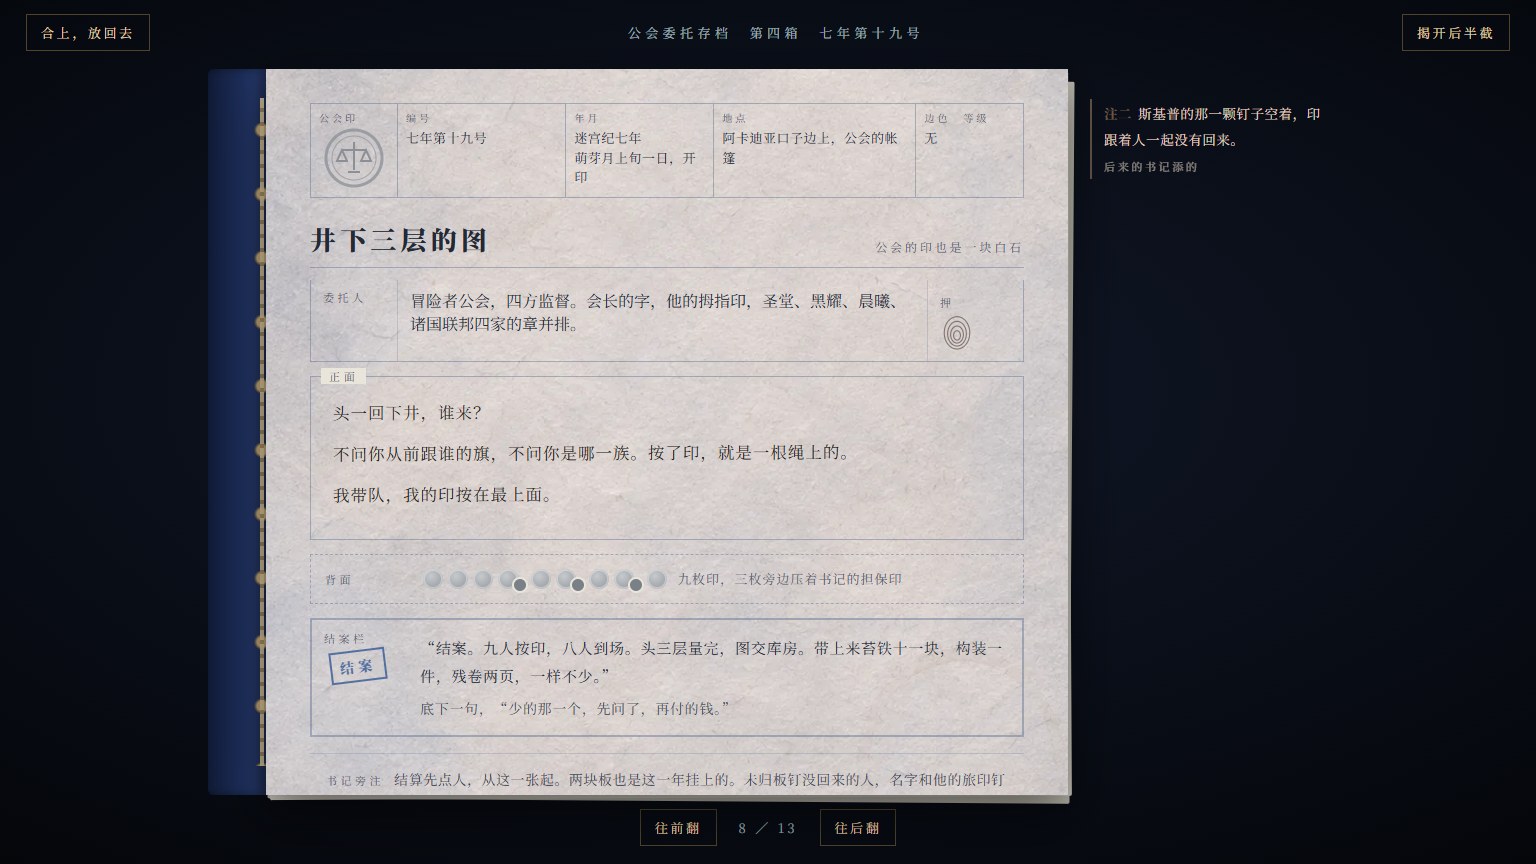 合上，放回去
公会委托存档　第四箱　七年第十九号
揭开后半截
公会印
编号
七年第十九号
年月
迷宫纪七年
萌芽月上旬一日，开
印
地点
阿卡迪亚口子边上，公会的帐
篷
边色　等级
无
井下三层的图
公会的印也是一块白石
委托人
冒险者公会，四方监督。会长的字，他的拇指印，圣堂、黑耀、晨曦、
诸国联邦四家的章并排。
押
正面
头一回下井，谁来？
不问你从前跟谁的旗，不问你是哪一族。按了印，就是一根绳上的。
我带队，我的印按在最上面。
背面
九枚印，三枚旁边压着书记的担保印
结案栏
结案
“结案。九人按印，八人到场。头三层量完，图交库房。带上来苔铁十一块，构装一
件，残卷两页，一样不少。”
底下一句，“少的那一个，先问了，再付的钱。”
书记旁注　结算先点人，从这一张起。两块板也是这一年挂上的。未归板钉没回来的人，名字和他的旅印钉
注二 斯基普的那一颗钉子空着，印
跟着人一起没有回来。
后来的书记添的
往前翻
8 ／ 13
往后翻